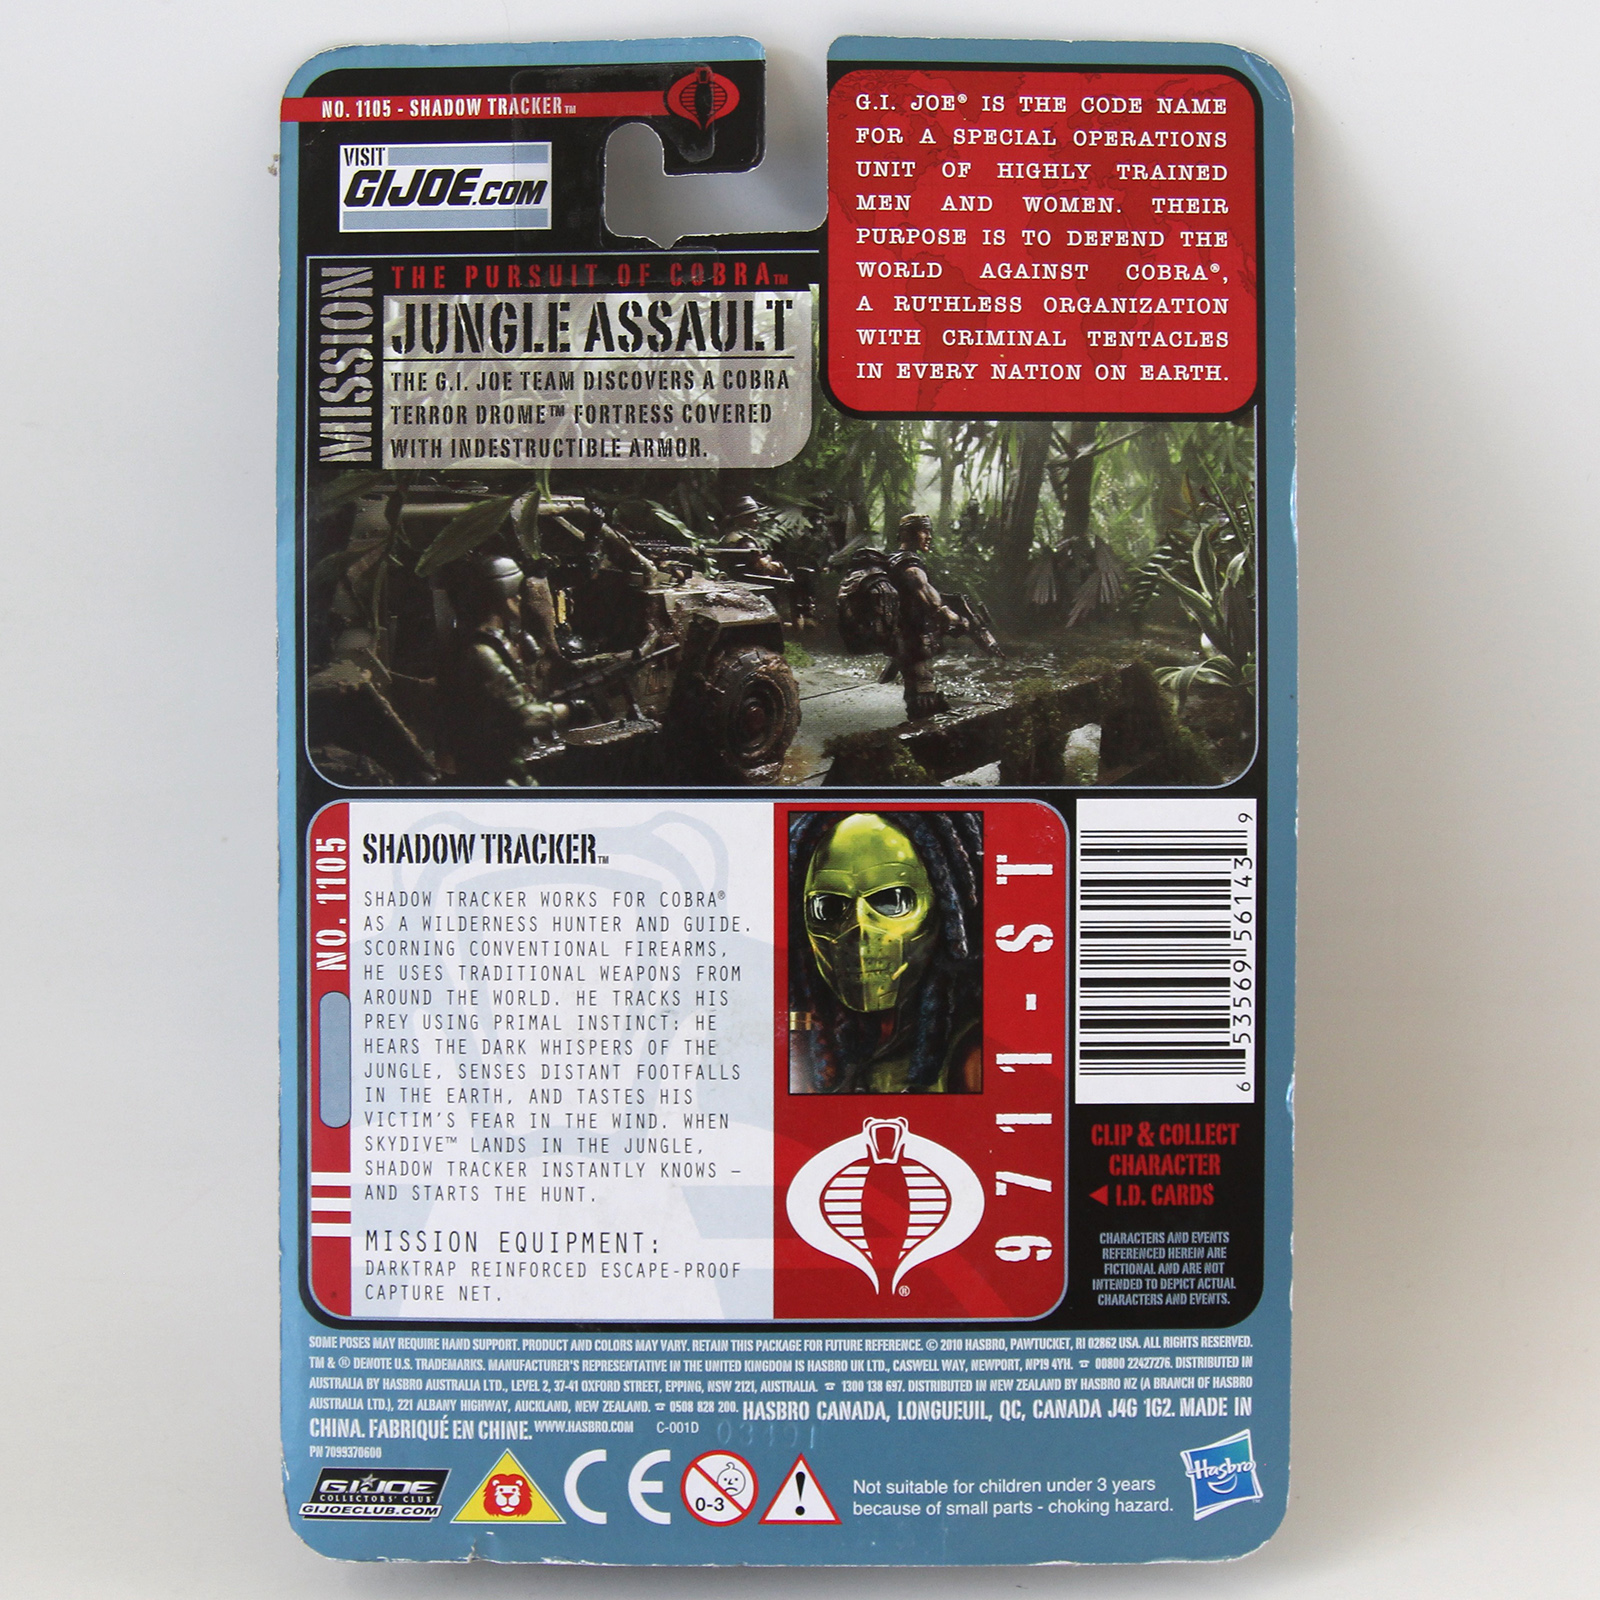 NO. 1105 - SHADOW TRACKER™
VISIT
GIJOE.COM
G.I. JOE® IS THE CODE NAME
FOR A SPECIAL OPERATIONS
UNIT OF HIGHLY TRAINED
MEN AND WOMEN. THEIR
PURPOSE IS TO DEFEND THE
WORLD AGAINST COBRA®,
A RUTHLESS ORGANIZATION
WITH CRIMINAL TENTACLES
IN EVERY NATION ON EARTH.
MISSION
THE PURSUIT OF COBRA™
JUNGLE ASSAULT
THE G.I. JOE TEAM DISCOVERS A COBRA
TERROR DROME™ FORTRESS COVERED
WITH INDESTRUCTIBLE ARMOR.
NO. 1105
SHADOW TRACKER™
SHADOW TRACKER WORKS FOR COBRA®
AS A WILDERNESS HUNTER AND GUIDE.
SCORNING CONVENTIONAL FIREARMS,
HE USES TRADITIONAL WEAPONS FROM
AROUND THE WORLD. HE TRACKS HIS
PREY USING PRIMAL INSTINCT: HE
HEARS THE DARK WHISPERS OF THE
JUNGLE, SENSES DISTANT FOOTFALLS
IN THE EARTH, AND TASTES HIS
VICTIM'S FEAR IN THE WIND. WHEN
SKYDIVE™ LANDS IN THE JUNGLE,
SHADOW TRACKER INSTANTLY KNOWS –
AND STARTS THE HUNT.
MISSION EQUIPMENT:
DARKTRAP REINFORCED ESCAPE-PROOF
CAPTURE NET.
®
9711-ST
6 53569 56143 9
CLIP & COLLECT
CHARACTER
◀ I.D. CARDS
CHARACTERS AND EVENTS
REFERENCED HEREIN ARE
FICTIONAL AND ARE NOT
INTENDED TO DEPICT ACTUAL
CHARACTERS AND EVENTS.
SOME POSES MAY REQUIRE HAND SUPPORT. PRODUCT AND COLORS MAY VARY. RETAIN THIS PACKAGE FOR FUTURE REFERENCE. © 2010 HASBRO, PAWTUCKET, RI 02862 USA. ALL RIGHTS RESERVED.
TM & ® DENOTE U.S. TRADEMARKS. MANUFACTURER'S REPRESENTATIVE IN THE UNITED KINGDOM IS HASBRO UK LTD., CASWELL WAY, NEWPORT, NP19 4YH. ☎ 00800 22427276. DISTRIBUTED IN
AUSTRALIA BY HASBRO AUSTRALIA LTD., LEVEL 2, 37-41 OXFORD STREET, EPPING, NSW 2121, AUSTRALIA. ☎ 1300 138 697. DISTRIBUTED IN NEW ZEALAND BY HASBRO NZ (A BRANCH OF HASBRO
AUSTRALIA LTD.), 221 ALBANY HIGHWAY, AUCKLAND, NEW ZEALAND. ☎ 0508 828 200. HASBRO CANADA, LONGUEUIL, QC, CANADA J4G 1G2. MADE IN
CHINA. FABRIQUÉ EN CHINE. WWW.HASBRO.COM C-001D
PN 7099370600
G.I.JOE
COLLECTORS' CLUB
GIJOECLUB.COM
CE
0-3
!
Not suitable for children under 3 years
because of small parts - choking hazard.
Hasbro™